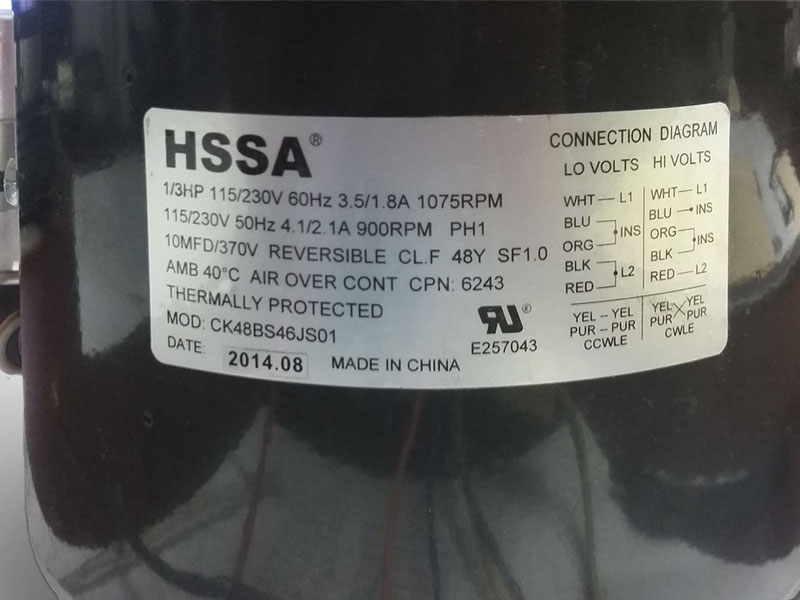 HSSA®
1/3HP 115/230V 60Hz 3.5/1.8A 1075RPM
115/230V 50Hz 4.1/2.1A 900RPM PH1
10MFD/370V REVERSIBLE CL.F 48Y SF1.0
AMB 40°C AIR OVER CONT CPN: 6243
THERMALLY PROTECTED
MOD: CK48BS46JS01
DATE: 2014.08 MADE IN CHINA
RU®
E257043
CONNECTION DIAGRAM
LO VOLTS HI VOLTS
WHT L1
BLU
INS
ORG
BLK
L2
RED
WHT L1
BLU INS
ORG
INS
BLK
RED L2
YEL - YEL
PUR - PUR
CCWLE
YEL YEL
PUR PUR
CWLE